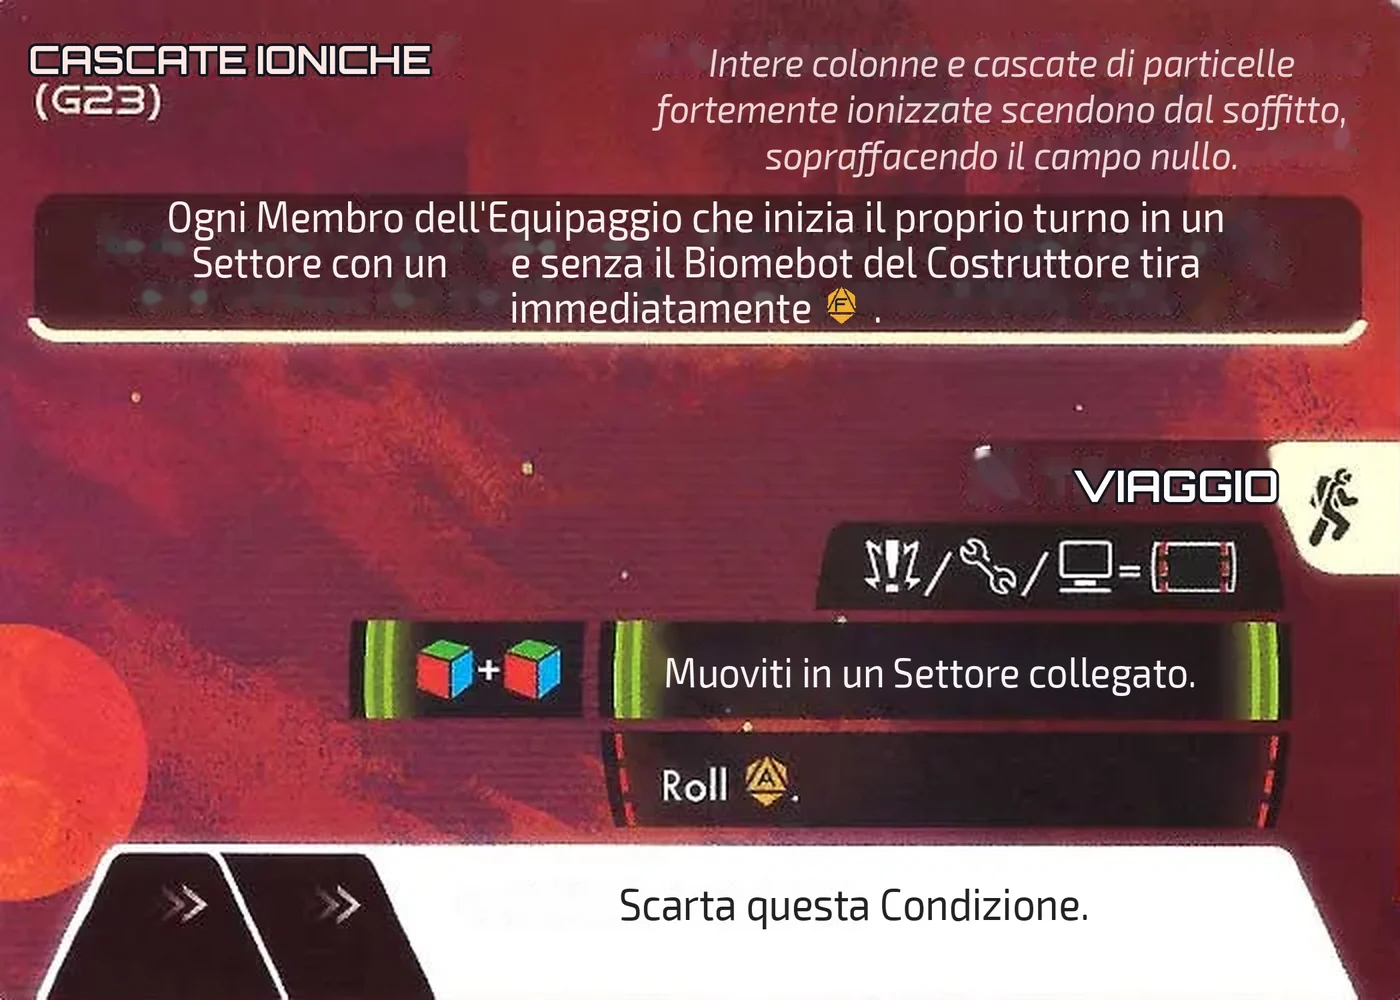 CASCATE IONICHE
(G23)
Intere colonne e cascate di particelle
fortemente ionizzate scendono dal soffitto,
sopraffacendo il campo nullo.
Ogni Membro dell'Equipaggio che inizia il proprio turno in un
Settore con un e senza il Biomebot del Costruttore tira
immediatamente F .
VIAGGIO
!/ / =
+
Muoviti in un Settore collegato.
Roll A.
Scarta questa Condizione.